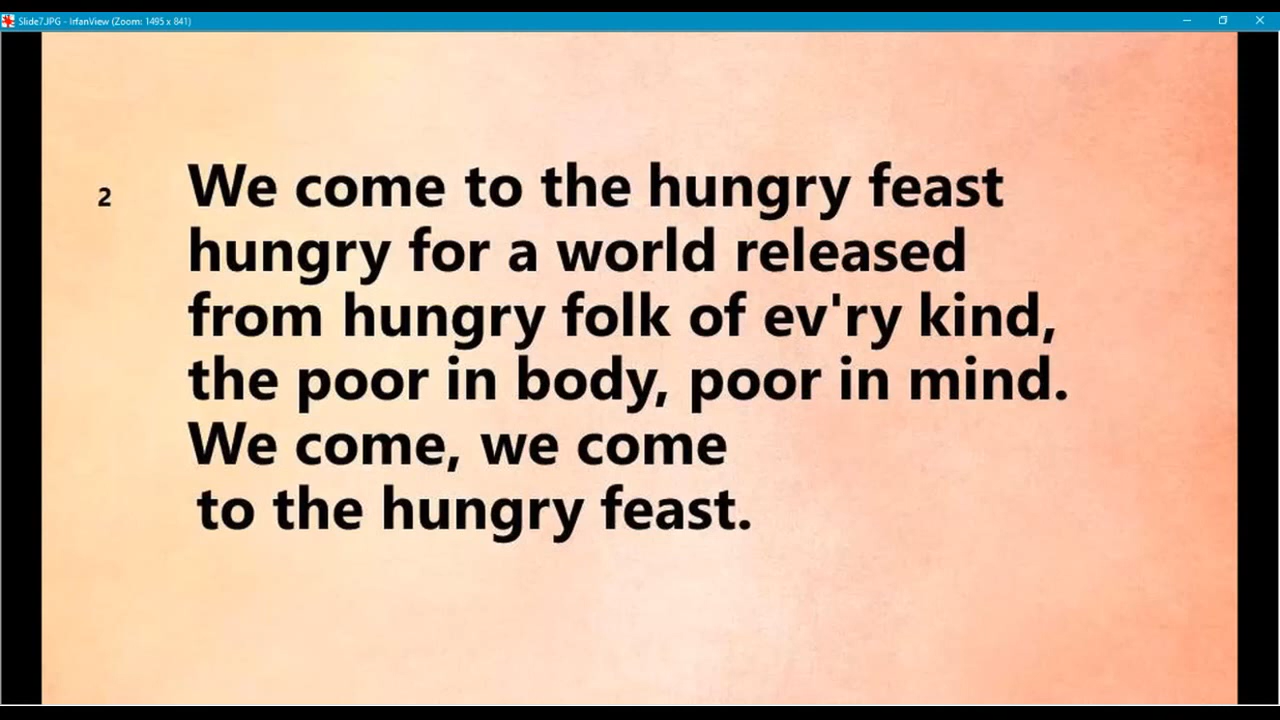 Slide7.JPG - IrfanView (Zoom: 1495 x 841)
2 We come to the hungry feast
hungry for a world released
from hungry folk of ev'ry kind,
the poor in body, poor in mind.
We come, we come
to the hungry feast.